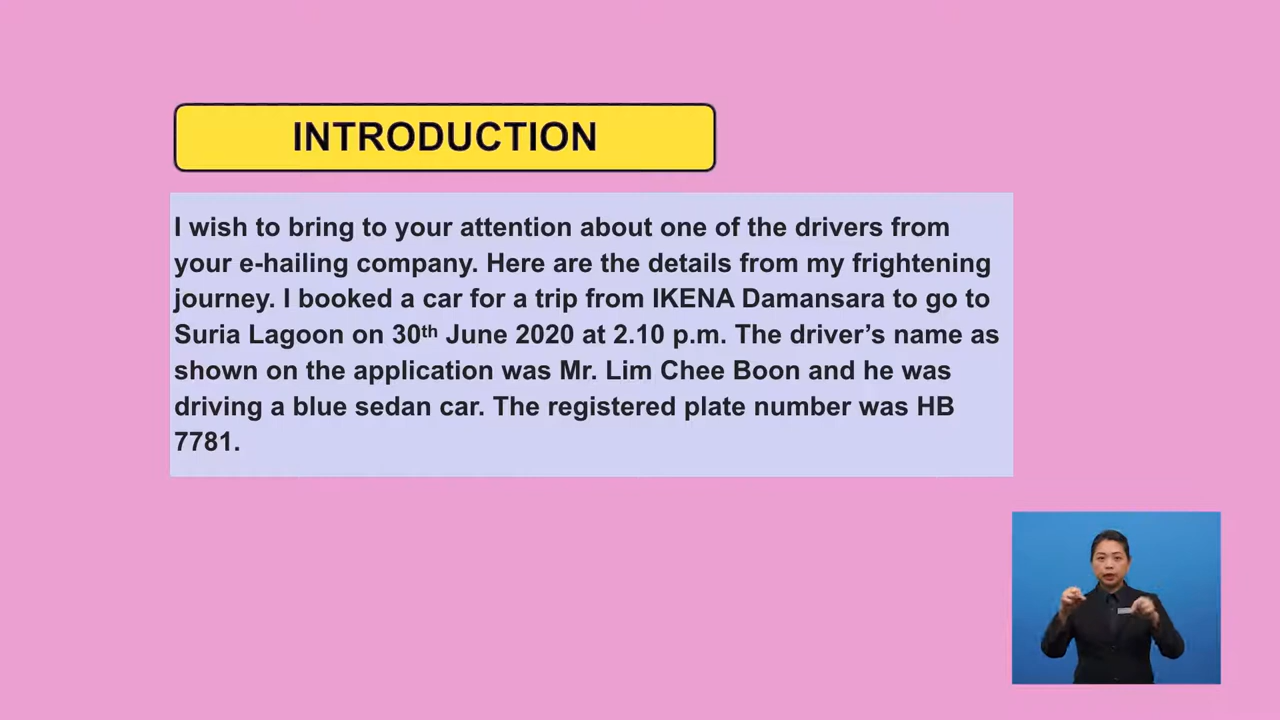 INTRODUCTION
I wish to bring to your attention about one of the drivers from
your e-hailing company. Here are the details from my frightening
journey. I booked a car for a trip from IKENA Damansara to go to
Suria Lagoon on 30th June 2020 at 2.10 p.m. The driver’s name as
shown on the application was Mr. Lim Chee Boon and he was
driving a blue sedan car. The registered plate number was HB
7781.